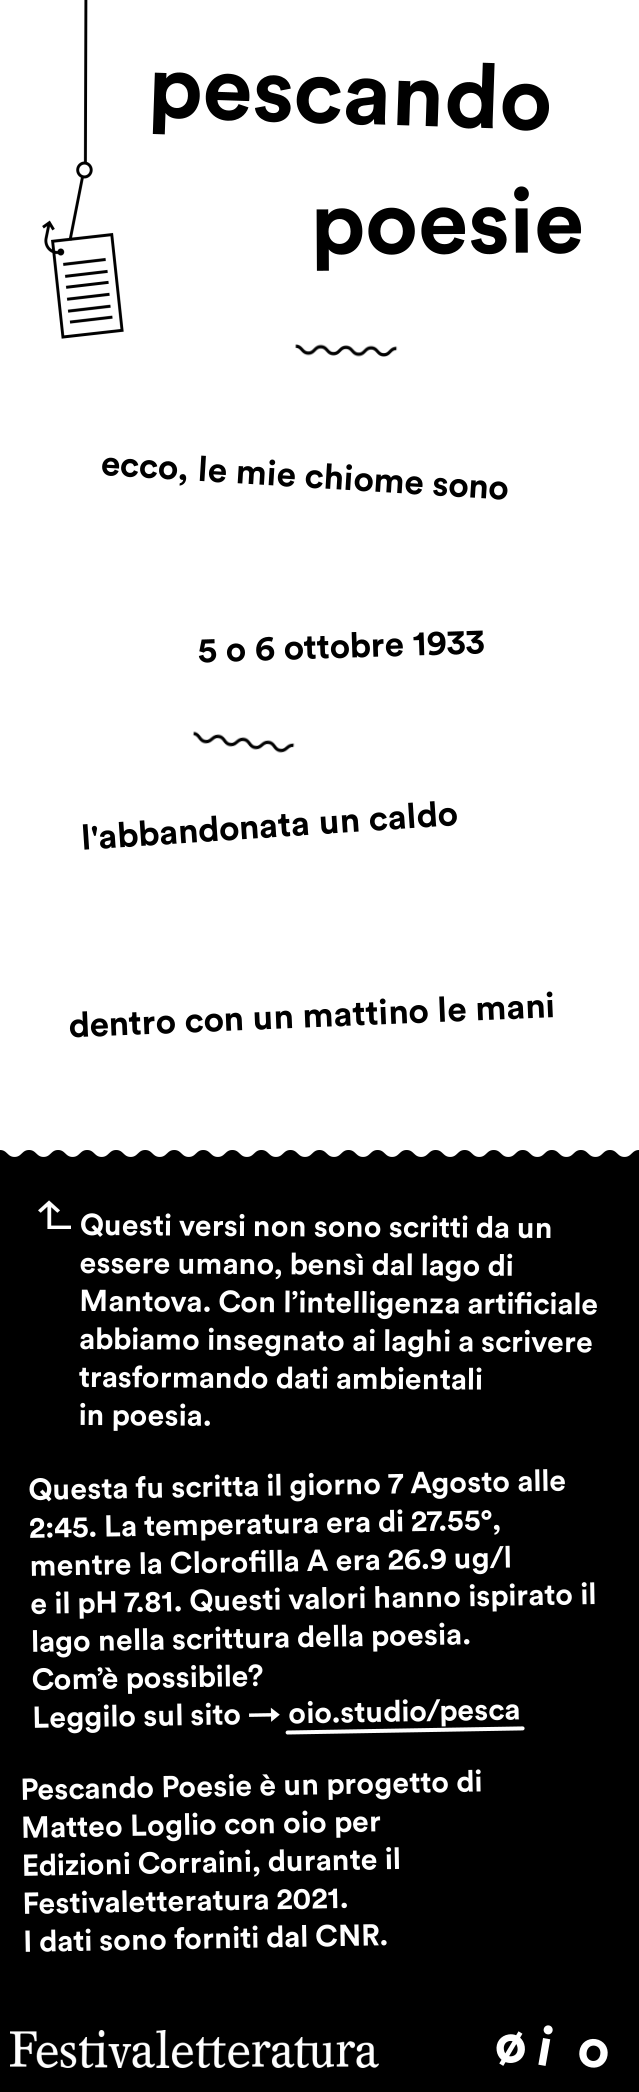 pescando
poesie
ecco, le mie chiome sono
5 o 6 ottobre 1933
l'abbandonata un caldo
dentro con un mattino le mani
Questi versi non sono scritti da un
essere umano, bensì dal lago di
Mantova. Con l’intelligenza artificiale
abbiamo insegnato ai laghi a scrivere
trasformando dati ambientali
in poesia.
Questa fu scritta il giorno 7 Agosto alle
2:45. La temperatura era di 27.55°,
mentre la Clorofilla A era 26.9 ug/l
e il pH 7.81. Questi valori hanno ispirato il
lago nella scrittura della poesia.
Com’è possibile?
Leggilo sul sito → oio.studio/pesca
Pescando Poesie è un progetto di
Matteo Loglio con oio per
Edizioni Corraini, durante il
Festivaletteratura 2021.
I dati sono forniti dal CNR.
Festivaletteratura
øio